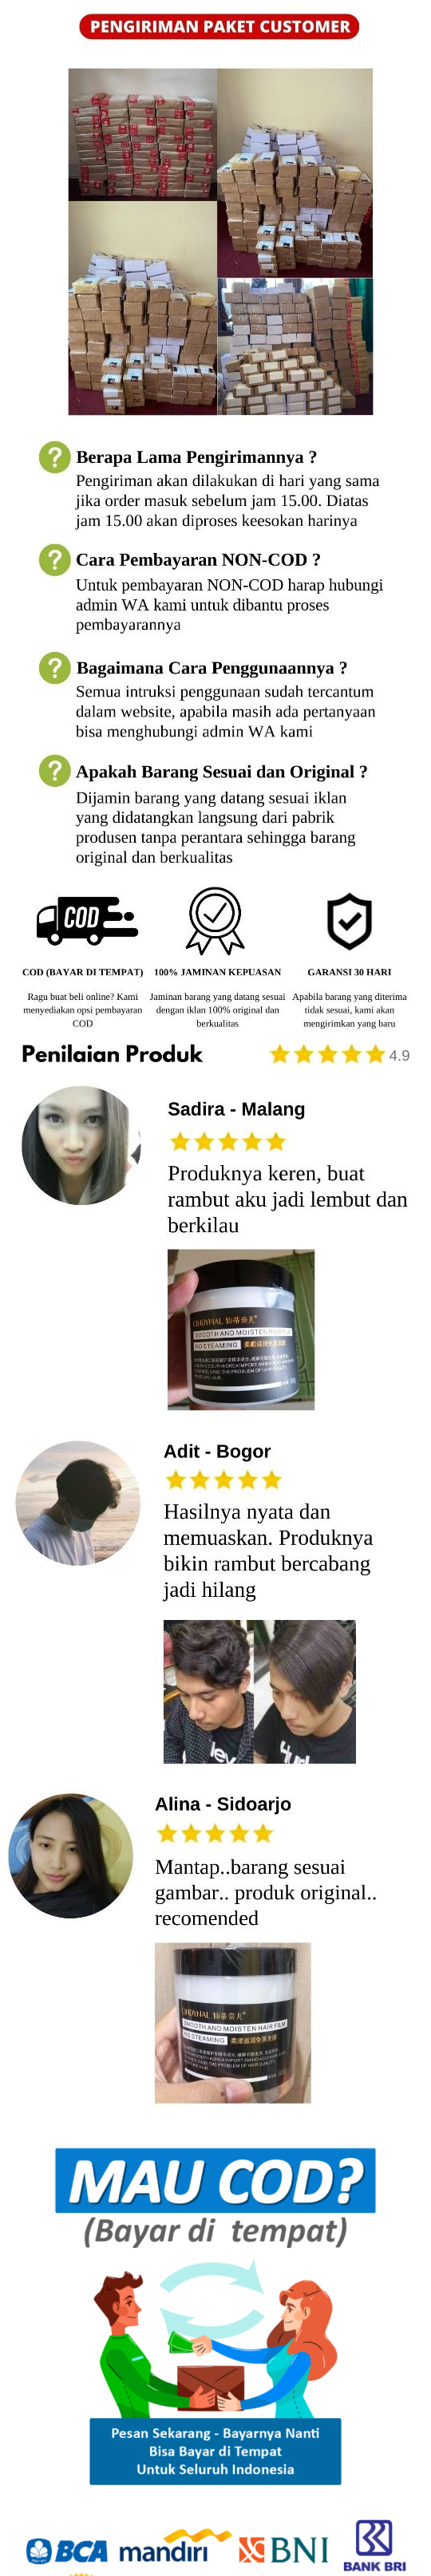 PENGIRIMAN PAKET CUSTOMER
Berapa Lama Pengirimannya ?
Pengiriman akan dilakukan di hari yang sama
jika order masuk sebelum jam 15.00. Diatas
jam 15.00 akan diproses keesokan harinya
Cara Pembayaran NON-COD ?
Untuk pembayaran NON-COD harap hubungi
admin WA kami untuk dibantu proses
pembayarannya
Bagaimana Cara Penggunaannya ?
Semua intruksi penggunaan sudah tercantum
dalam website, apabila masih ada pertanyaan
bisa menghubungi admin WA kami
Apakah Barang Sesuai dan Original ?
Dijamin barang yang datang sesuai iklan
yang didatangkan langsung dari pabrik
produsen tanpa perantara sehingga barang
original dan berkualitas
COD
COD (BAYAR DI TEMPAT)
Ragu buat beli online? Kami
menyediakan opsi pembayaran
COD
100% JAMINAN KEPUASAN
Jaminan barang yang datang sesuai
dengan iklan 100% original dan
berkualitas
GARANSI 30 HARI
Apabila barang yang diterima
tidak sesuai, kami akan
mengirimkan yang baru
Penilaian Produk
4.9
Sadira - Malang
Produknya keren, buat
rambut aku jadi lembut dan
berkilau
SMOOTH AND MOISTEN HAIR FILM
NO STEAMING
Adit - Bogor
Hasilnya nyata dan
memuaskan. Produknya
bikin rambut bercabang
jadi hilang
Alina - Sidoarjo
Mantap..barang sesuai
gambar.. produk original..
recomended
SMOOTH AND MOISTEN HAIR FILM
NO STEAMING
MAU COD?
(Bayar di tempat)
Pesan Sekarang - Bayarnya Nanti
Bisa Bayar di Tempat
Untuk Seluruh Indonesia
BCA
mandiri
BNI
BANK BRI